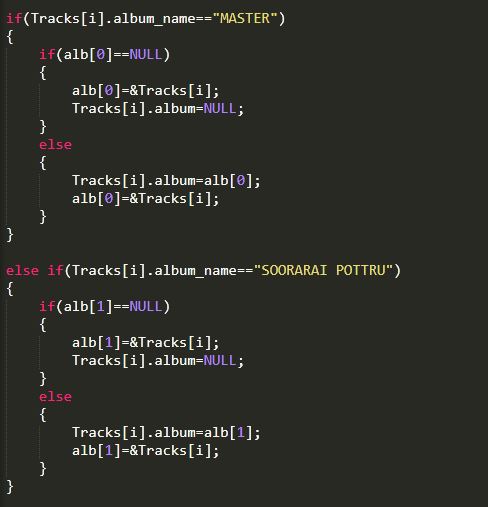 if(Tracks[i].album_name=="MASTER")
{
    if(alb[0]==NULL)
    {
        alb[0]=&Tracks[i];
        Tracks[i].album=NULL;
    }
    else
    {
        Tracks[i].album=alb[0];
        alb[0]=&Tracks[i];
    }
}

else if(Tracks[i].album_name=="SOORARAI POTTRU")
{
    if(alb[1]==NULL)
    {
        alb[1]=&Tracks[i];
        Tracks[i].album=NULL;
    }
    else
    {
        Tracks[i].album=alb[1];
        alb[1]=&Tracks[i];
    }
}